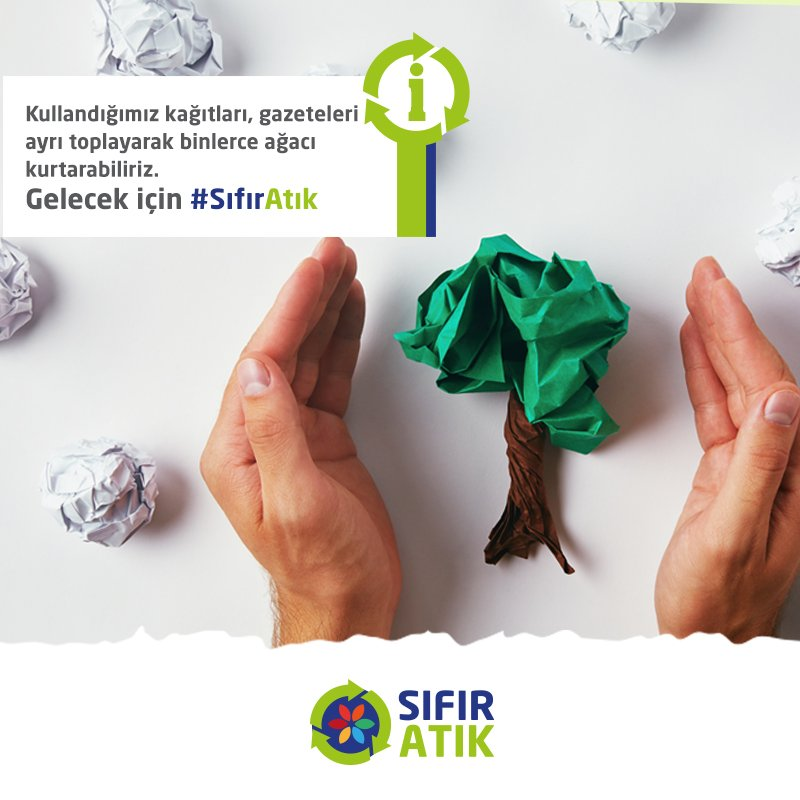 Kullandığımız kağıtları, gazeteleri
ayrı toplayarak binlerce ağacı
kurtarabiliriz.
Gelecek için #SıfırAtık
i
SIFIR
ATIK